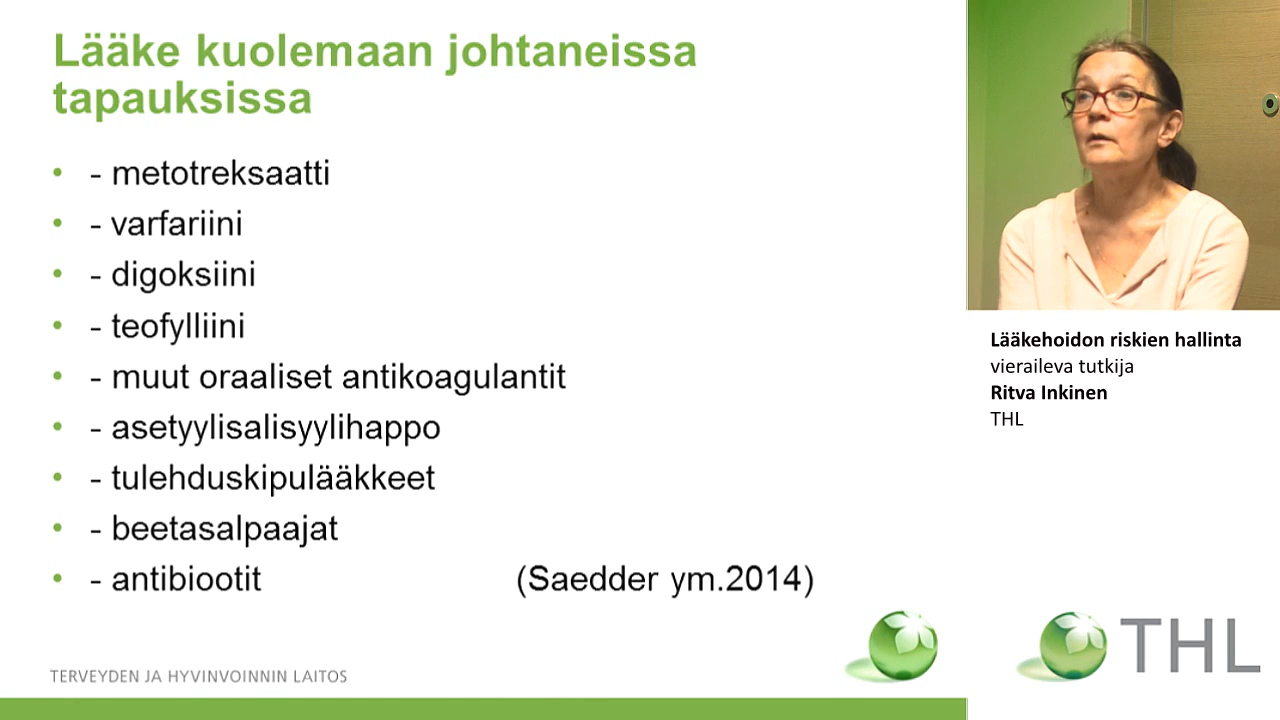 Lääke kuolemaan johtaneissa
tapauksissa
• - metotreksaatti
• - varfariini
• - digoksiini
• - teofylliini
• - muut oraaliset antikoagulantit
• - asetyylisalisyylihappo
• - tulehduskipulääkkeet
• - beetasalpaajat
• - antibiootit (Saedder ym.2014)
TERVEYDEN JA HYVINVOINNIN LAITOS
Lääkehoidon riskien hallinta
vieraileva tutkija
Ritva Inkinen
THL
THL